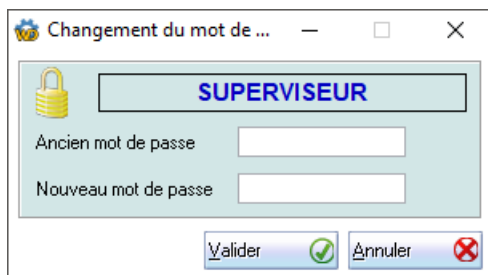 Changement du mot de ...
SUPERVISEUR
Ancien mot de passe
Nouveau mot de passe
Valider
Annuler